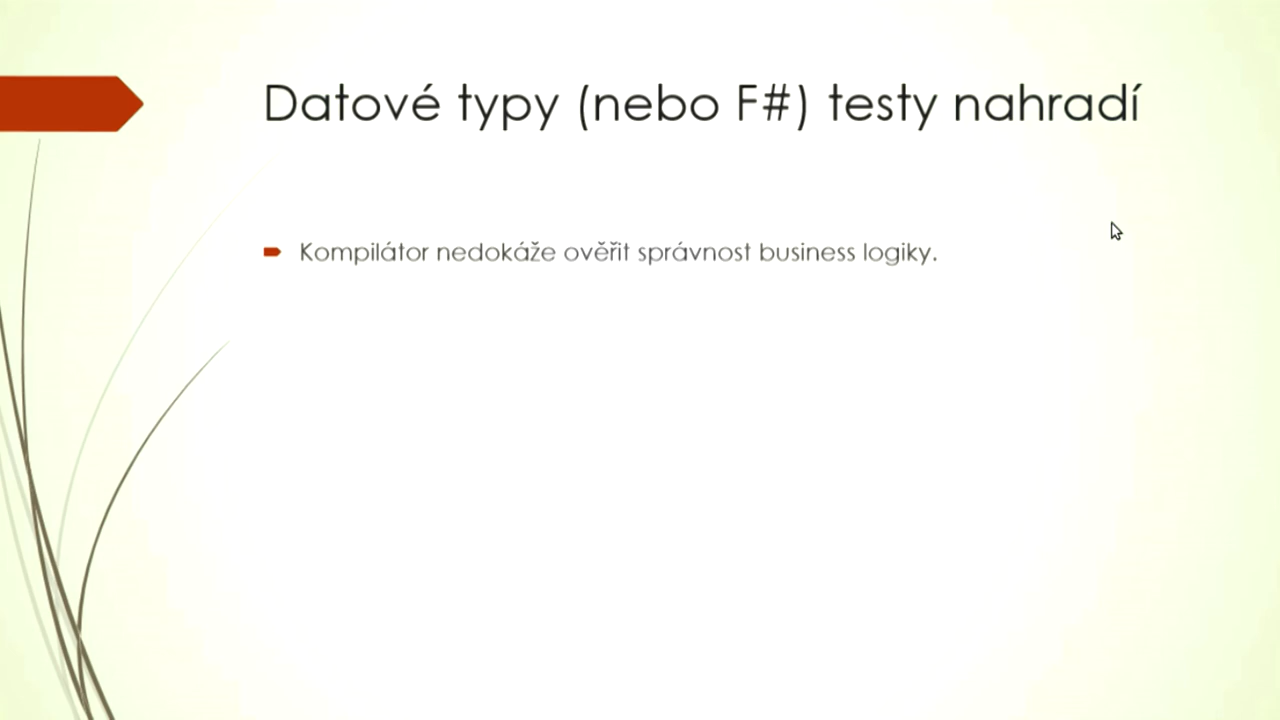 Datové typy (nebo F#) testy nahradí
Kompilátor nedokáže ověřit správnost business logiky.